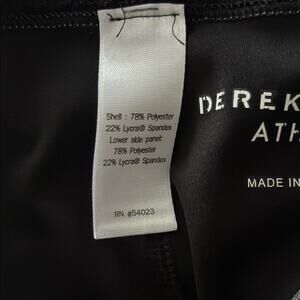 Shell : 78% Polyester
22% Lycra® Spandex
Lower side panel:
78% Polyester
22% Lycra® Spandex
RN #54023
DEREK
ATH
MADE IN